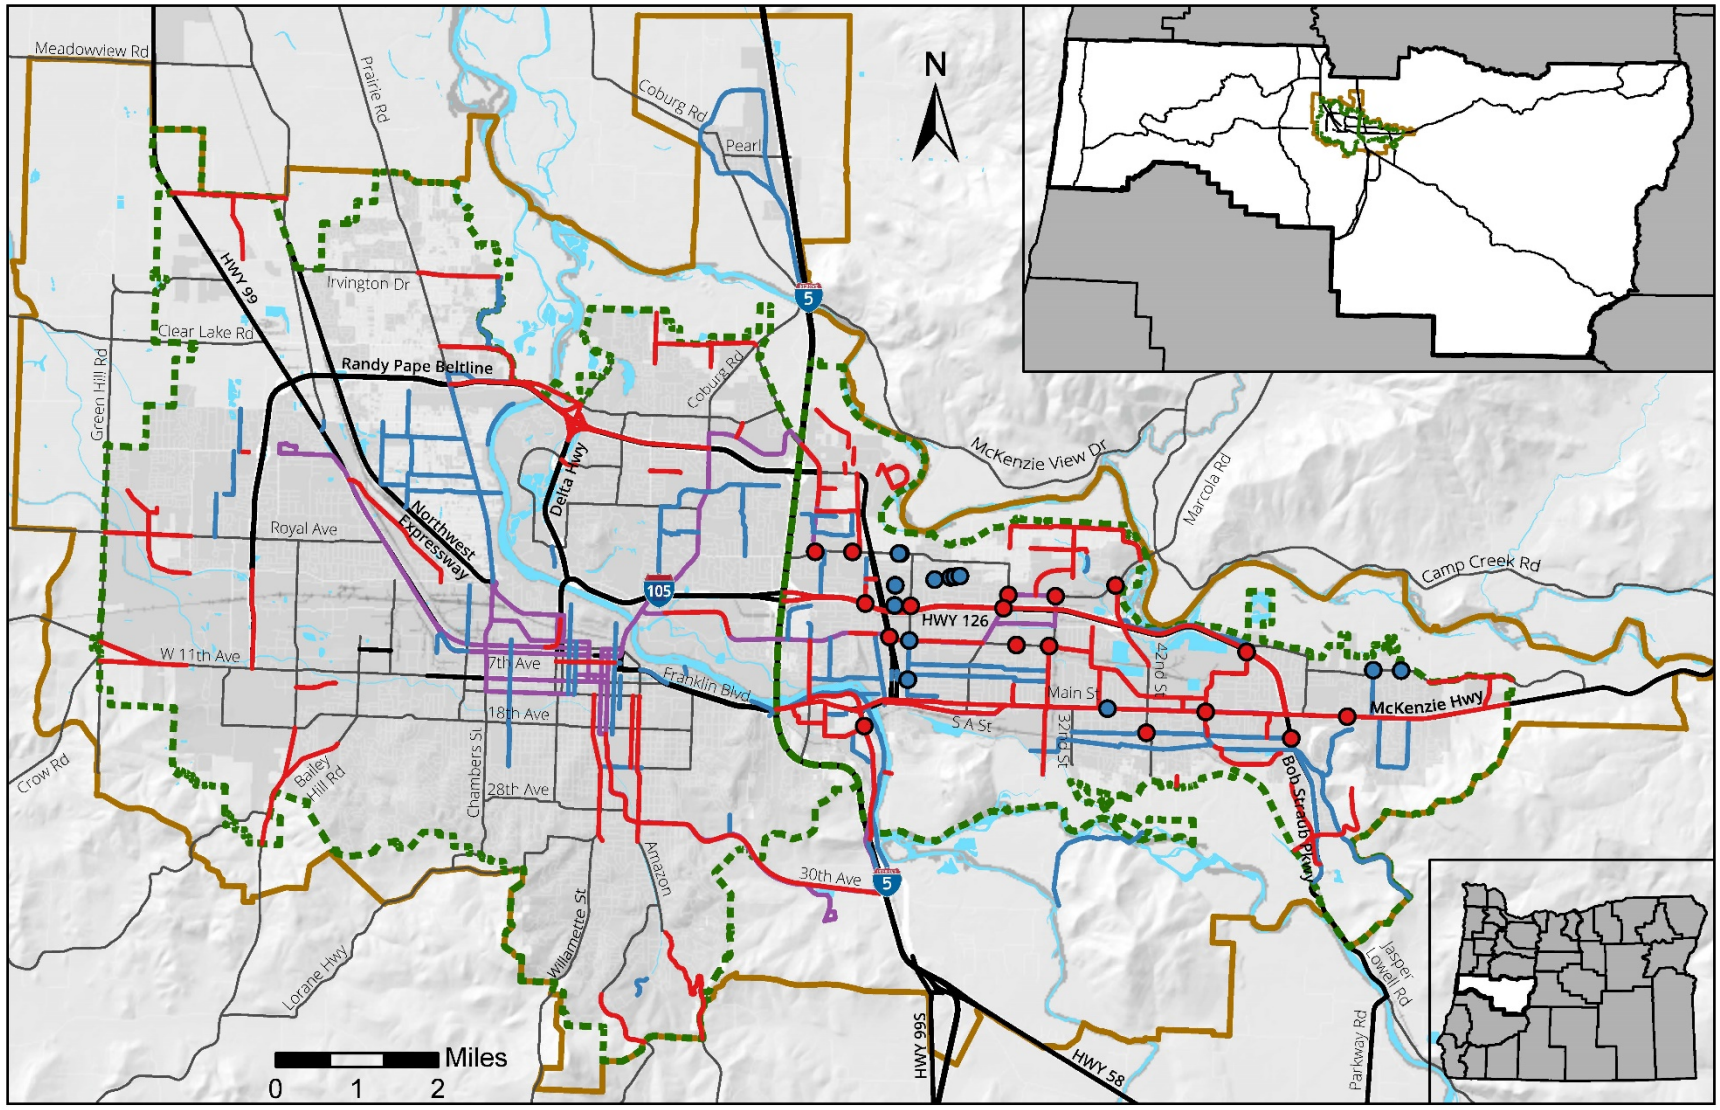 Meadowview Rd
Prairie Rd
Coburg Rd
Pearl
N
HWY 99
Irvington Dr
5
Clear Lake Rd
Green Hill Rd
Randy Pape Beltline
Coburg Rd
McKenzie View Dr
Marcola Rd
Delta Hwy
Northwest
Expressway
Royal Ave
Camp Creek Rd
105
HWY 126
W 11th Ave
7th Ave
Franklin Blvd
42nd St
Main St
McKenzie Hwy
18th Ave
S A St
32nd St
Crow Rd
Bailey
Hill Rd
Chambers St
28th Ave
Bob Straub Pkwy
Amazon
30th Ave
5
Willamette St
Lorane Hwy
Jasper
Lowell Rd
HWY 99S
HWY 58
Parkway Rd
Miles
0 1 2